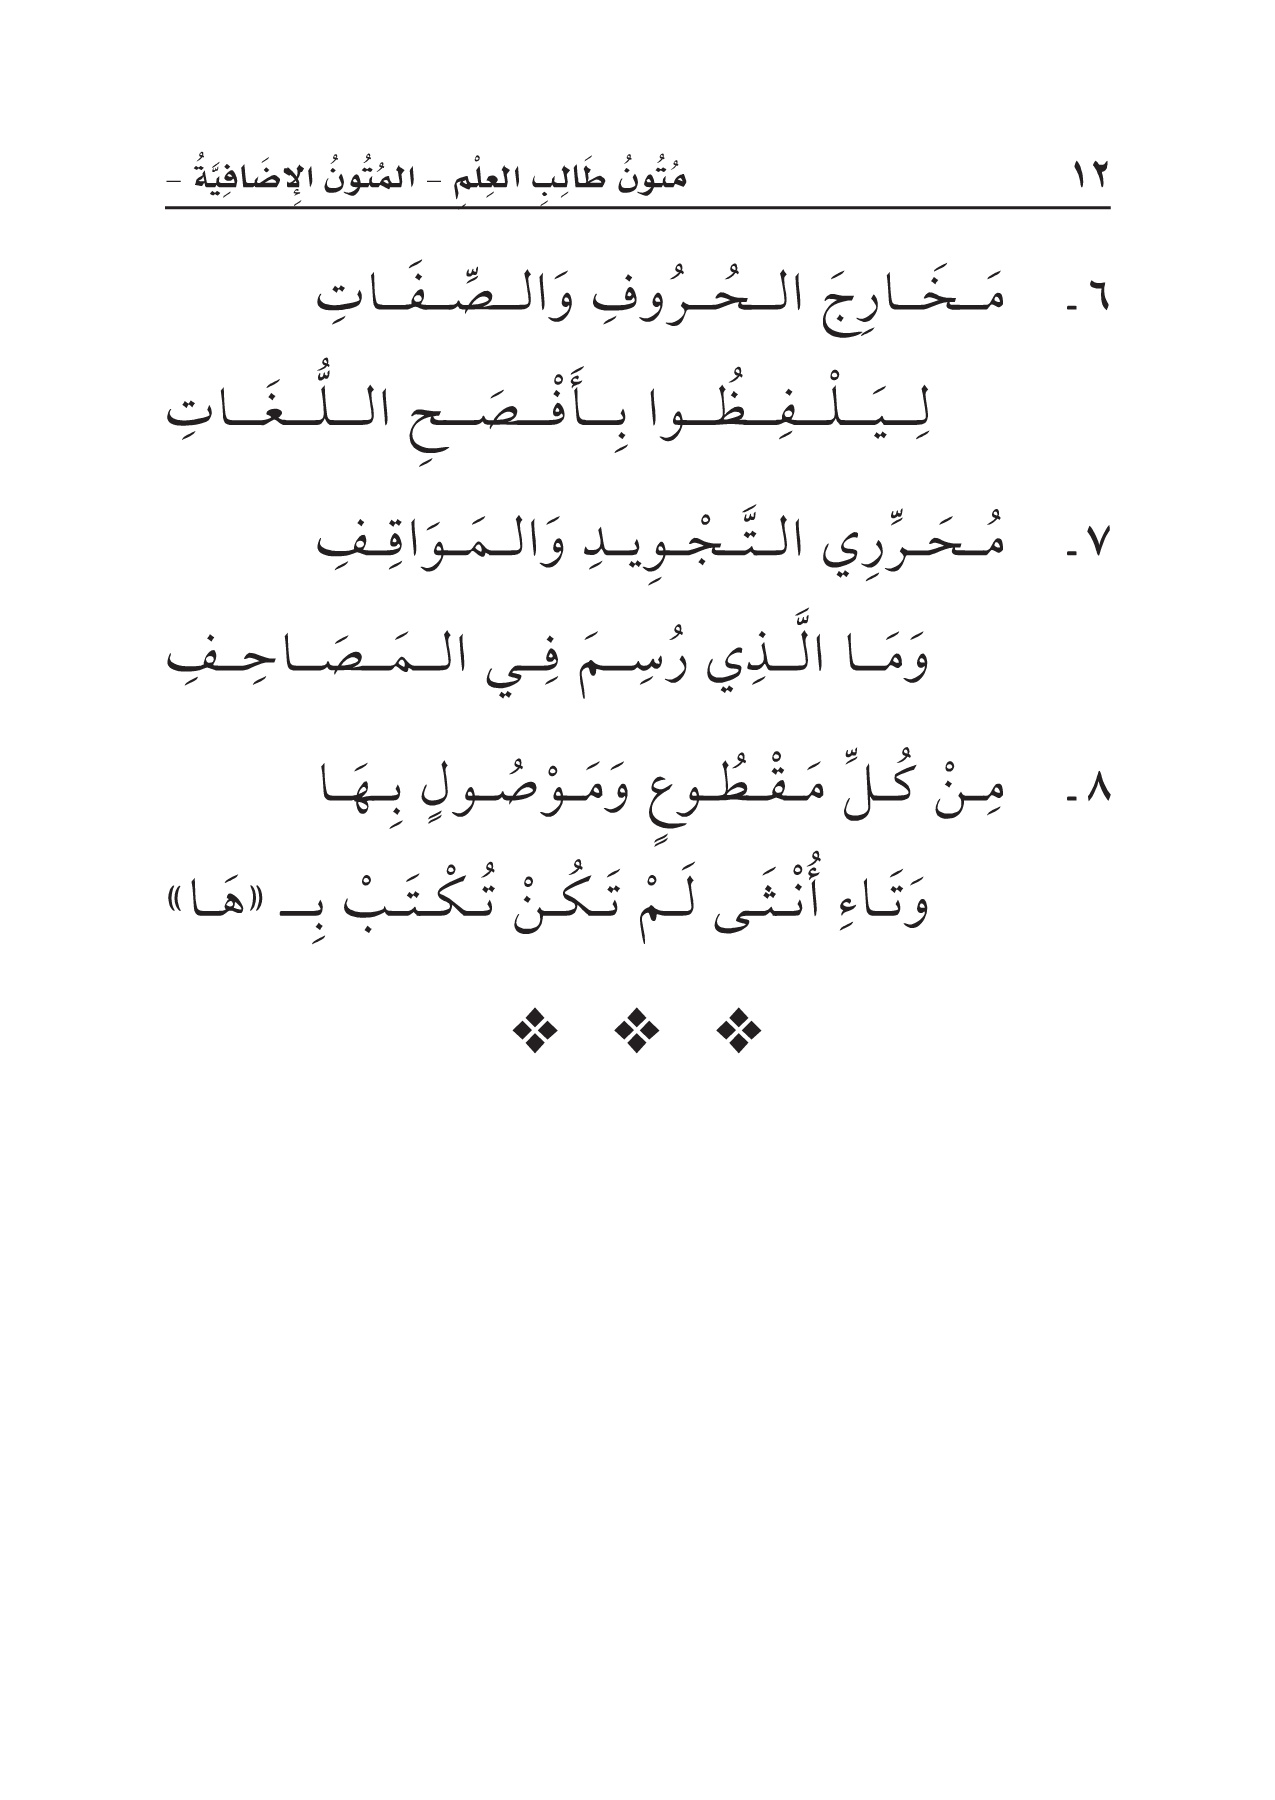 ١٢ مُتُونُ طَالِبِ العِلْمِ - المُتُونُ الإِضَافِيَّةُ -
٦ - مَخَارِجَ الحُرُوفِ وَالصِّفَاتِ
لِيَلْفِظُوا بِأَفْصَحِ اللُّغَاتِ
٧ - مُحَرِّرِي التَّجْوِيدِ وَالمَوَاقِفِ
وَمَا الَّذِي رُسِمَ فِي المَصَاحِفِ
٨ - مِنْ كُلِّ مَقْطُوعٍ وَمَوْصُولٍ بِهَا
وَتَاءِ أُنْثَى لَمْ تَكُنْ تُكْتَبْ بِـ «هَا»